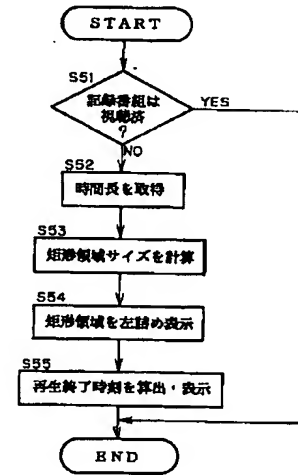 START
S51
記録番組は
視聴済
?
YES
NO
S52
時間長を取得
S53
矩形領域サイズを計算
S54
矩形領域を左詰め表示
S55
再生終了時刻を算出・表示
END